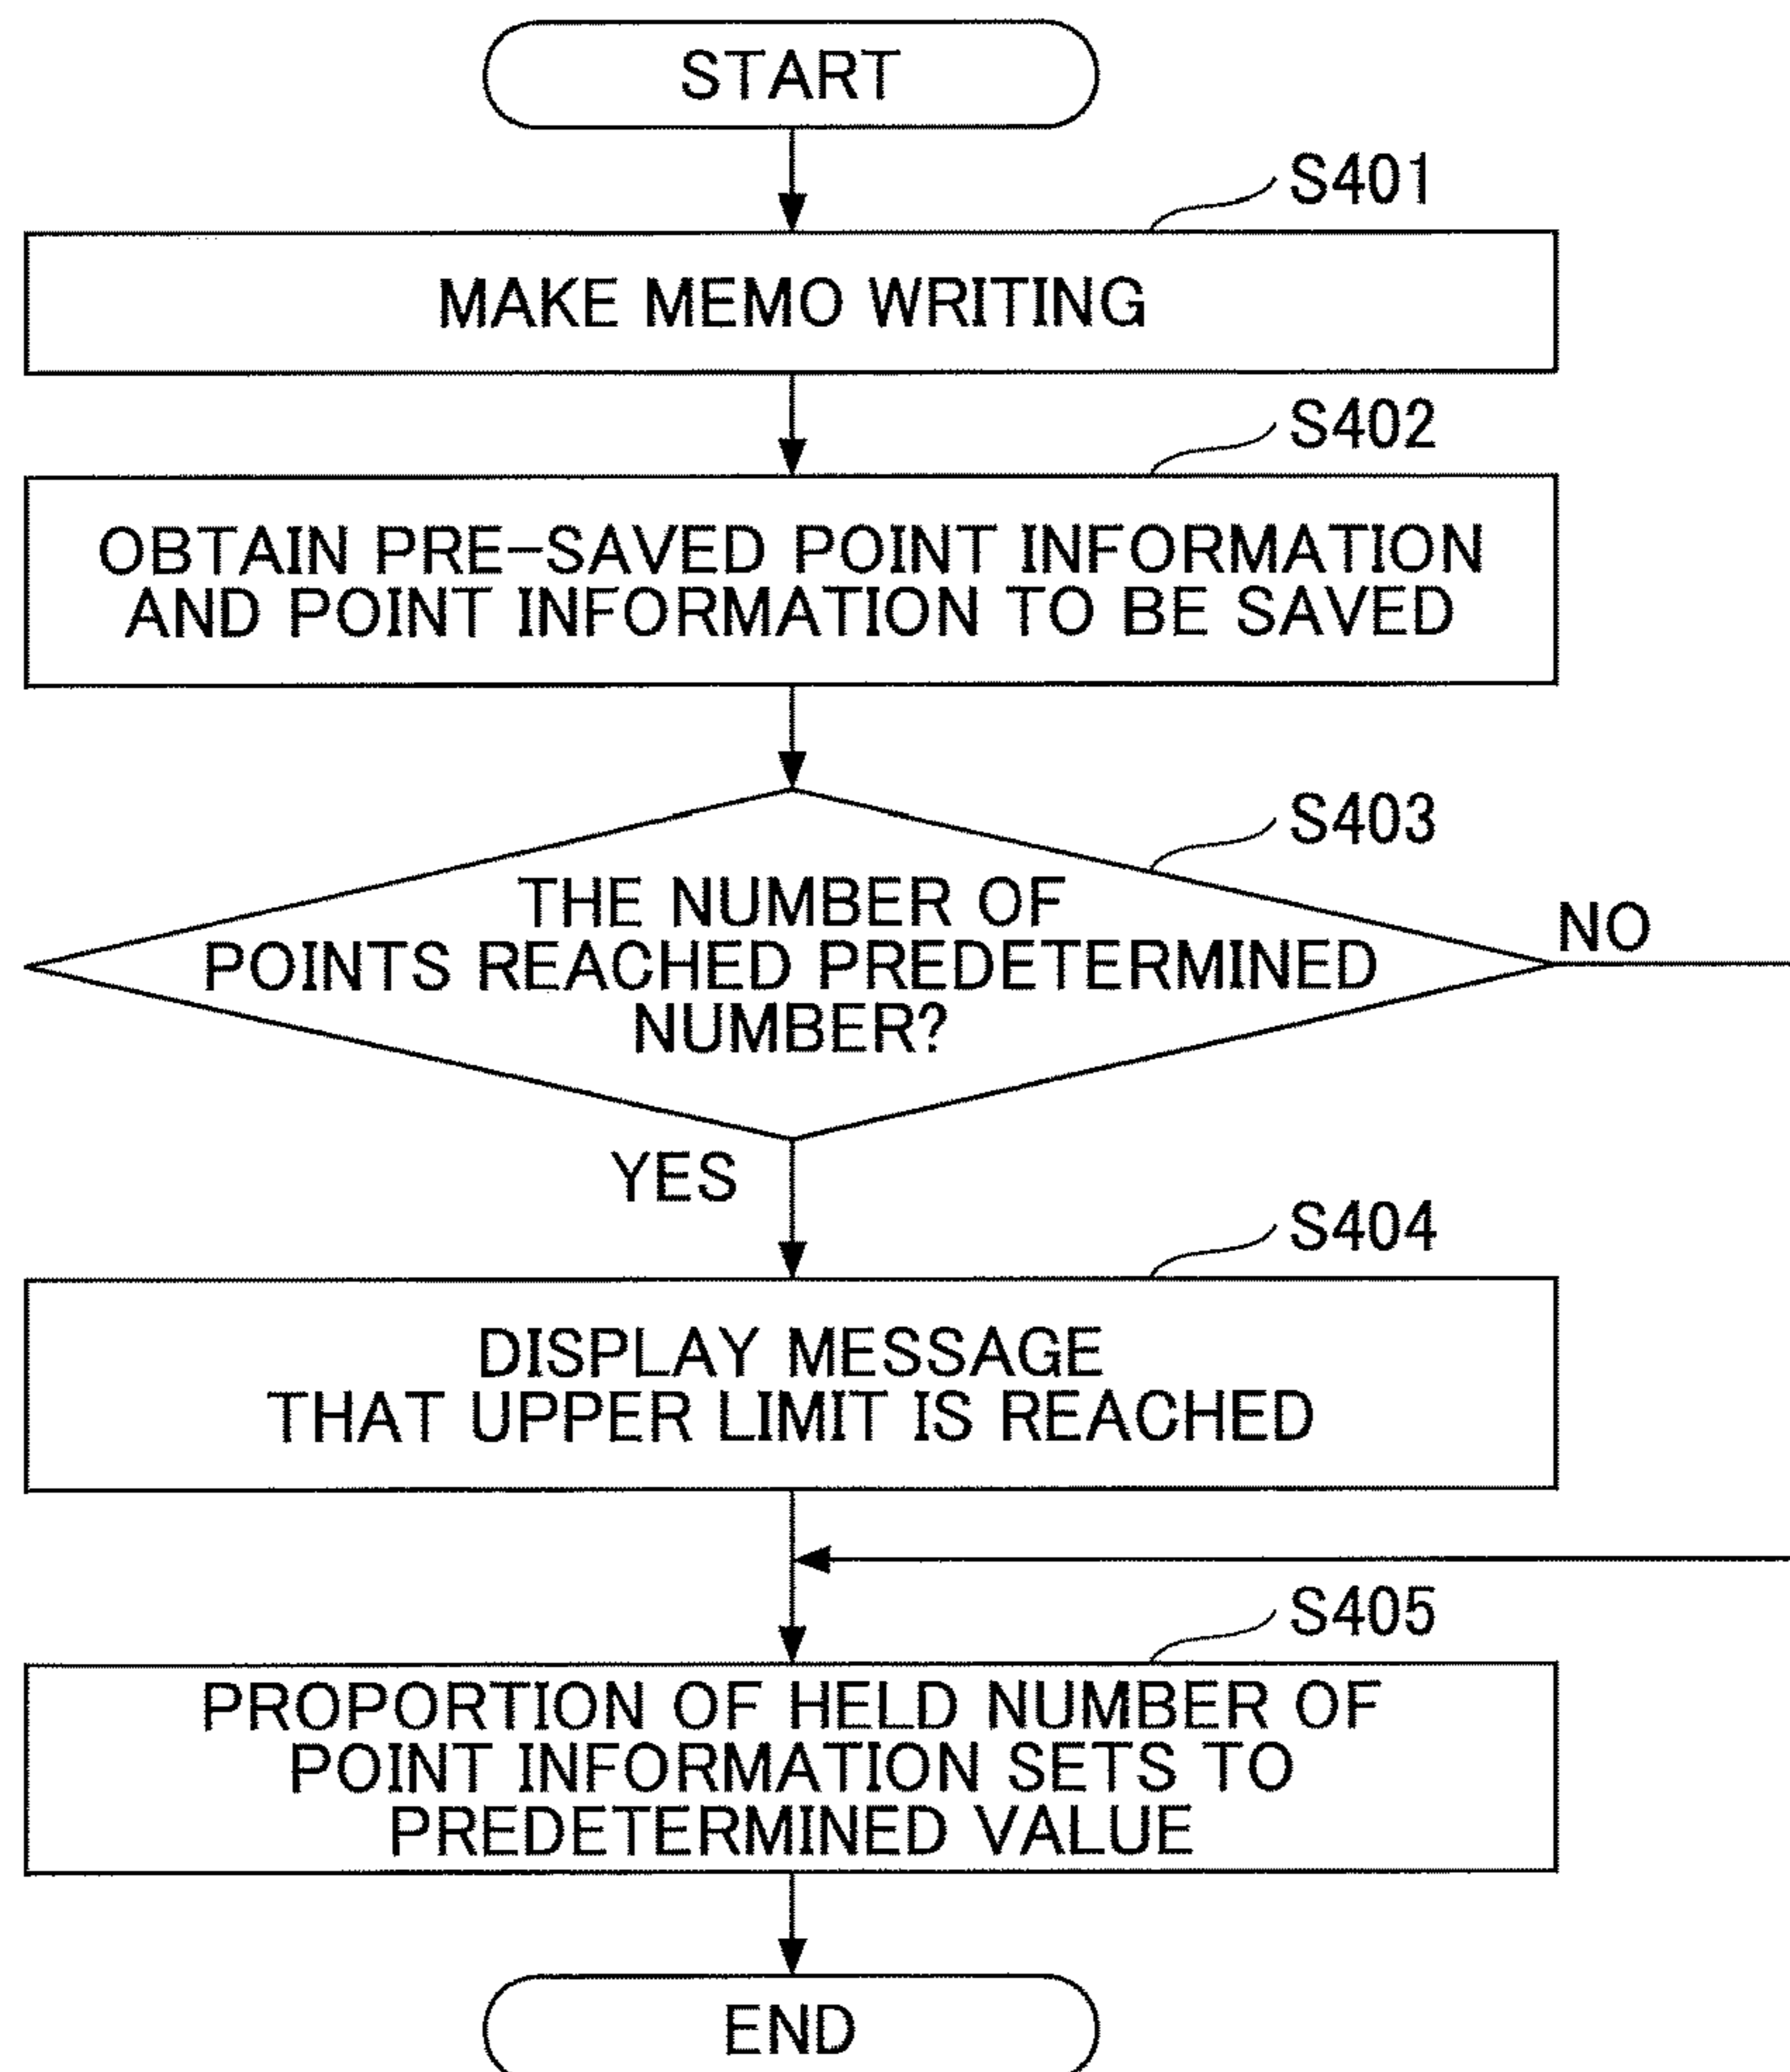 START
S401
MAKE MEMO WRITING
S402
OBTAIN PRE-SAVED POINT INFORMATION
AND POINT INFORMATION TO BE SAVED
S403
THE NUMBER OF
POINTS REACHED PREDETERMINED
NUMBER?
NO
YES
S404
DISPLAY MESSAGE
THAT UPPER LIMIT IS REACHED
S405
PROPORTION OF HELD NUMBER OF
POINT INFORMATION SETS TO
PREDETERMINED VALUE
END